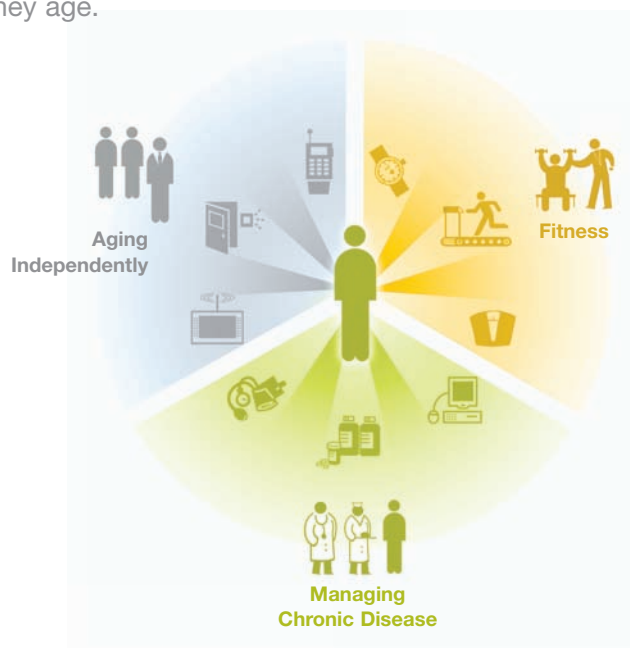 hey age.
Aging
Independently
Fitness
Managing
Chronic Disease